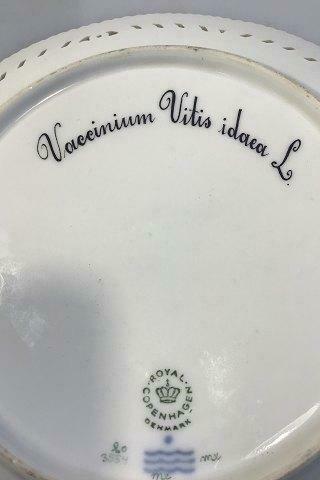 Vaccinium Vitis idaea L.
ROYAL
COPENHAGEN
DENMARK